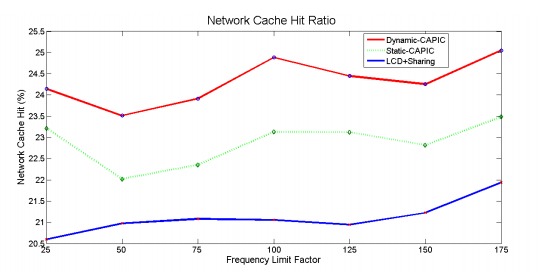 Network Cache Hit Ratio
Dynamic-CAPIC
Static-CAPIC
LCD+Sharing
Network Cache Hit (%)
25.5
25
24.5
24
23.5
23
22.5
22
21.5
21
20.5
25 50 75 100 125 150 175
Frequency Limit Factor